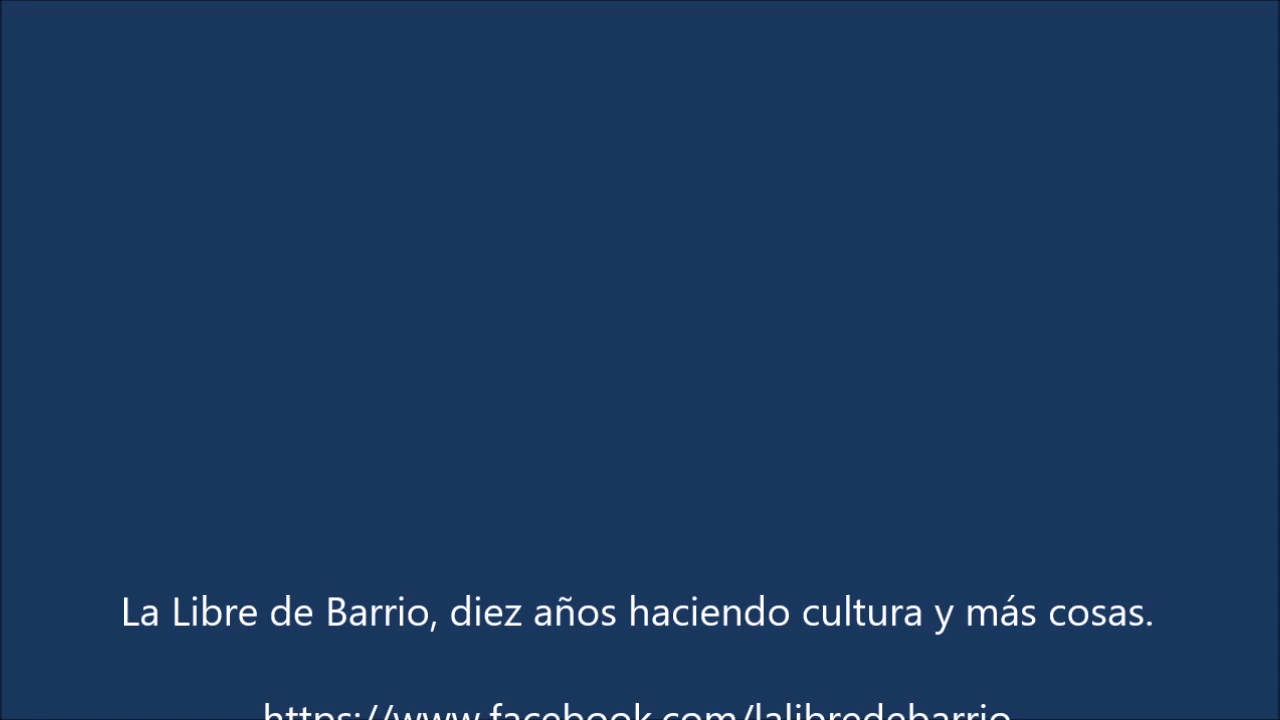 La Libre de Barrio, diez años haciendo cultura y más cosas.
https://www.facebook.com/lalibredebarrio